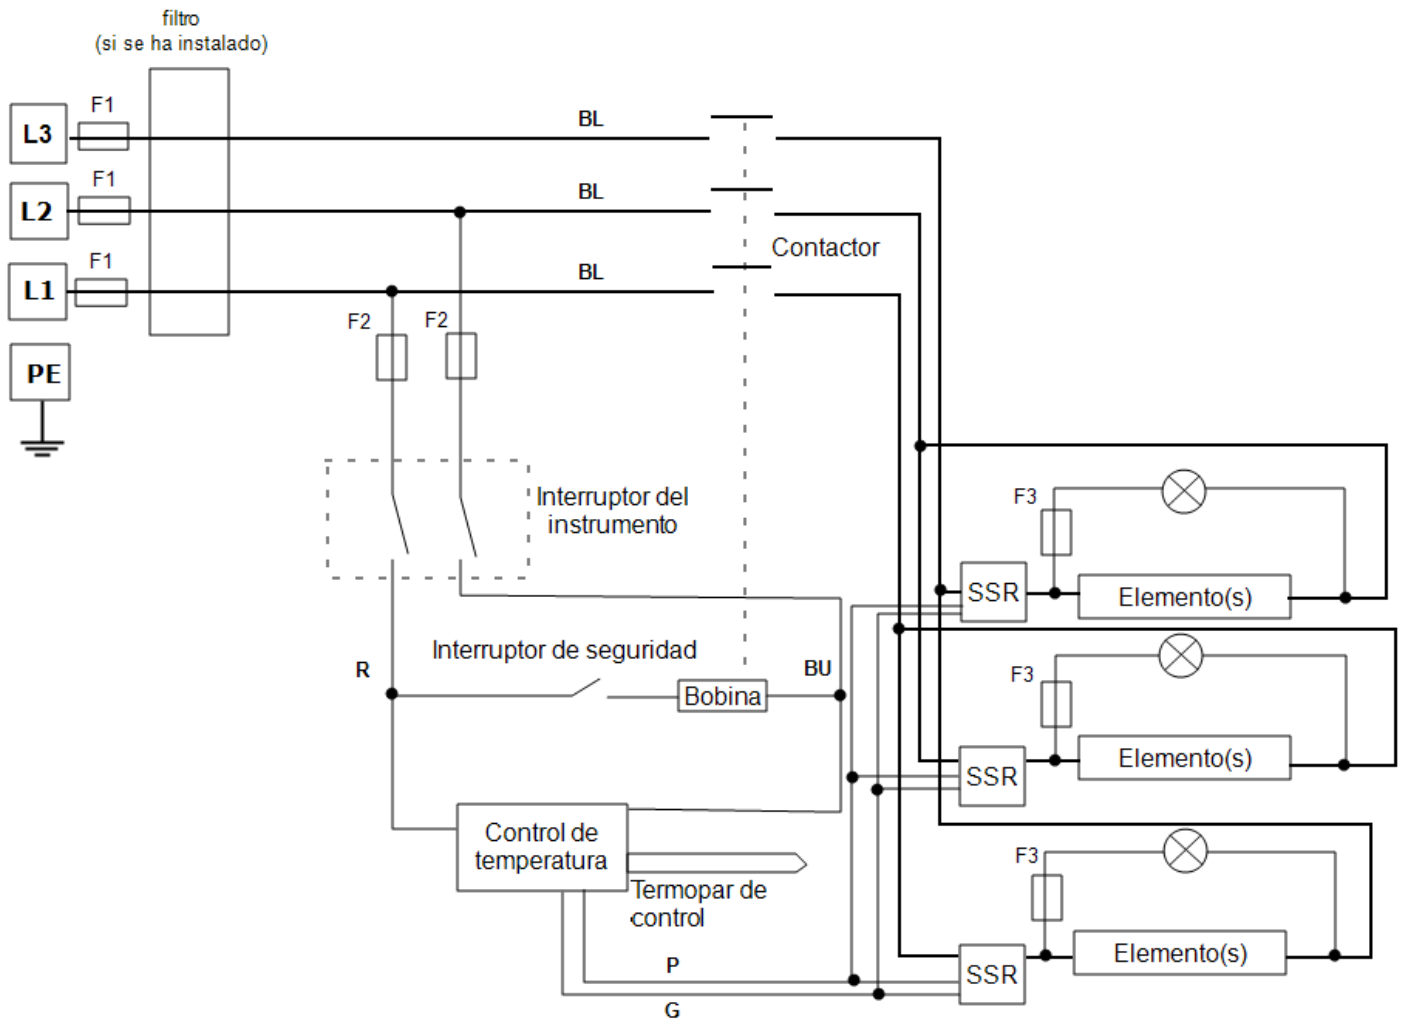 filtro
(si se ha instalado)
F1
L3
BL
F1
L2
BL
Contactor
F1
L1
BL
F2
F2
PE
Interruptor del
instrumento
F3
SSR
Elemento(s)
Interruptor de seguridad
R
BU
Bobina
F3
SSR
Elemento(s)
Control de
temperatura
Termopar de
control
F3
SSR
Elemento(s)
P
G